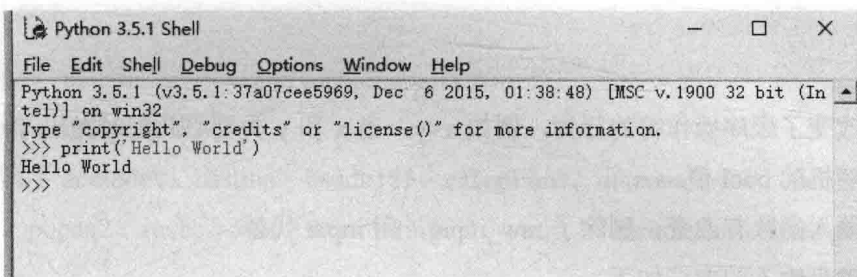 Python 3.5.1 Shell
File Edit Shell Debug Options Window Help
Python 3.5.1 (v3.5.1:37a07cee5969, Dec 6 2015, 01:38:48) [MSC v.1900 32 bit (In
tel)] on win32
Type "copyright", "credits" or "license()" for more information.
>>> print('Hello World')
Hello World
>>>